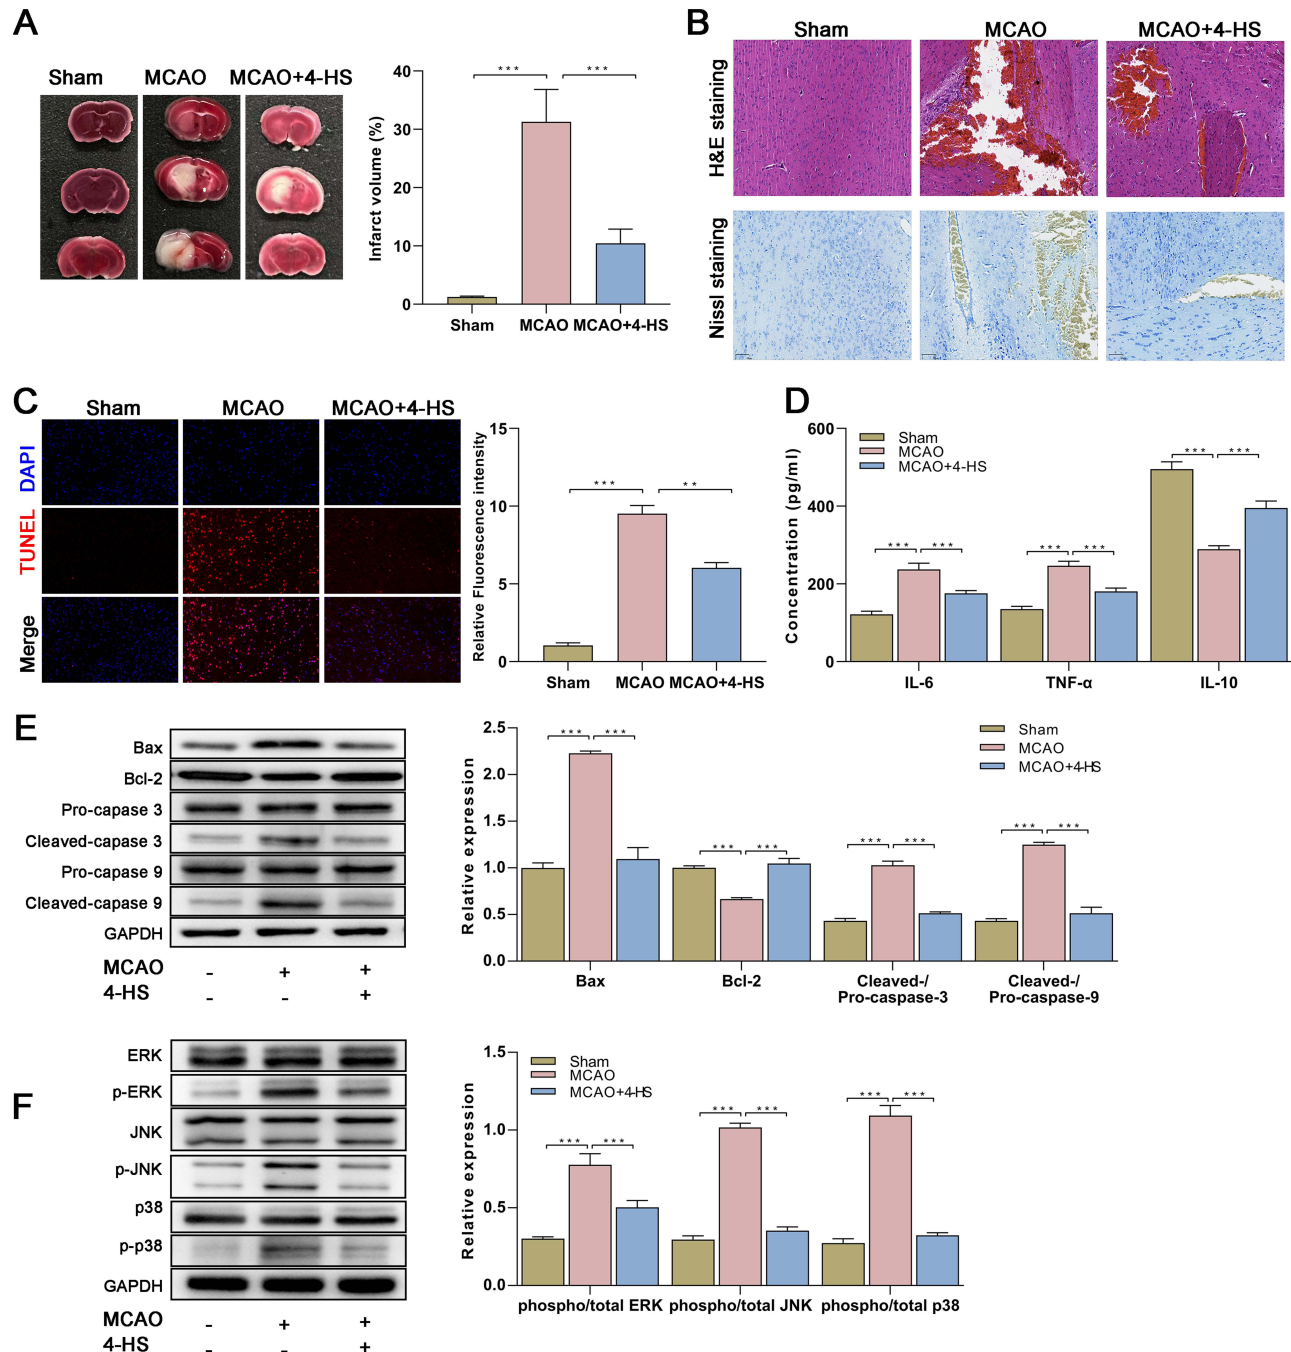 A
Sham MCAO MCAO+4-HS
Infarct volume (%)
40
30
20
10
0
*** ***
Sham MCAO MCAO+4-HS
B
Sham MCAO MCAO+4-HS
H&E staining
Nissl staining
C
Sham MCAO MCAO+4-HS
DAPI
TUNEL
Merge
Relative Fluorescence intensity
15
10
5
0
*** **
Sham MCAO MCAO+4-HS
D
Concentration (pg/ml)
600
400
200
0
Sham
MCAO
MCAO+4-HS
*** *** *** *** *** ***
IL-6 TNF-α IL-10
E
Bax
Bcl-2
Pro-capase 3
Cleaved-capase 3
Pro-capase 9
Cleaved-capase 9
GAPDH
MCAO - + +
4-HS - - +
Relative expression
2.5
2.0
1.5
1.0
0.5
0.0
Sham
MCAO
MCAO+4-HS
*** *** *** *** *** *** *** ***
Bax Bcl-2 Cleaved-/ Cleaved-/
Pro-caspase-3 Pro-caspase-9
F
ERK
p-ERK
JNK
p-JNK
p38
p-p38
GAPDH
MCAO - + +
4-HS - - +
Relative expression
1.5
1.0
0.5
0.0
Sham
MCAO
MCAO+4-HS
*** *** *** *** *** ***
phospho/total ERK phospho/total JNK phospho/total p38